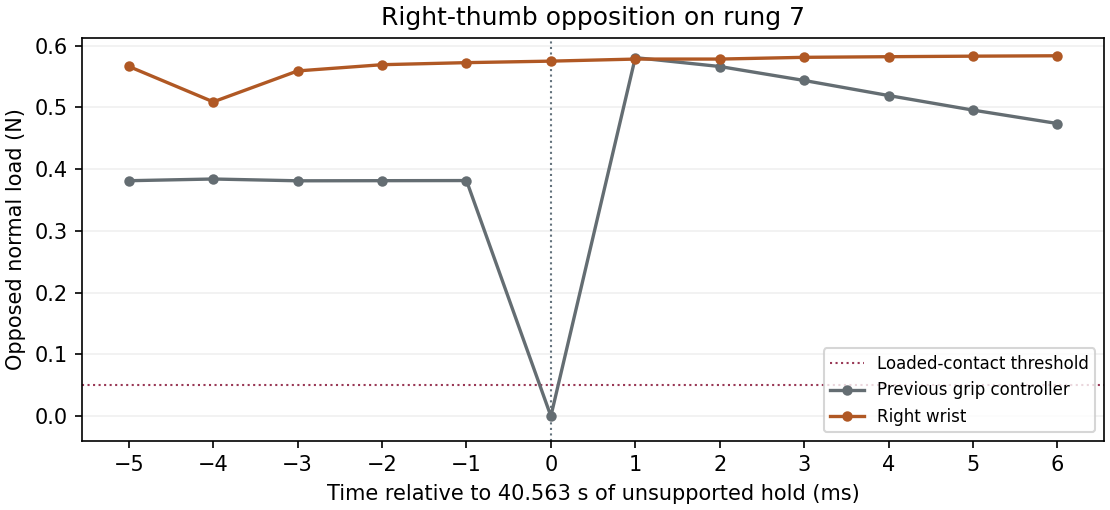 Right-thumb opposition on rung 7
Opposed normal load (N)
0.6
0.5
0.4
0.3
0.2
0.1
0.0
Loaded-contact threshold
Previous grip controller
Right wrist
−5 −4 −3 −2 −1 0 1 2 3 4 5 6
Time relative to 40.563 s of unsupported hold (ms)